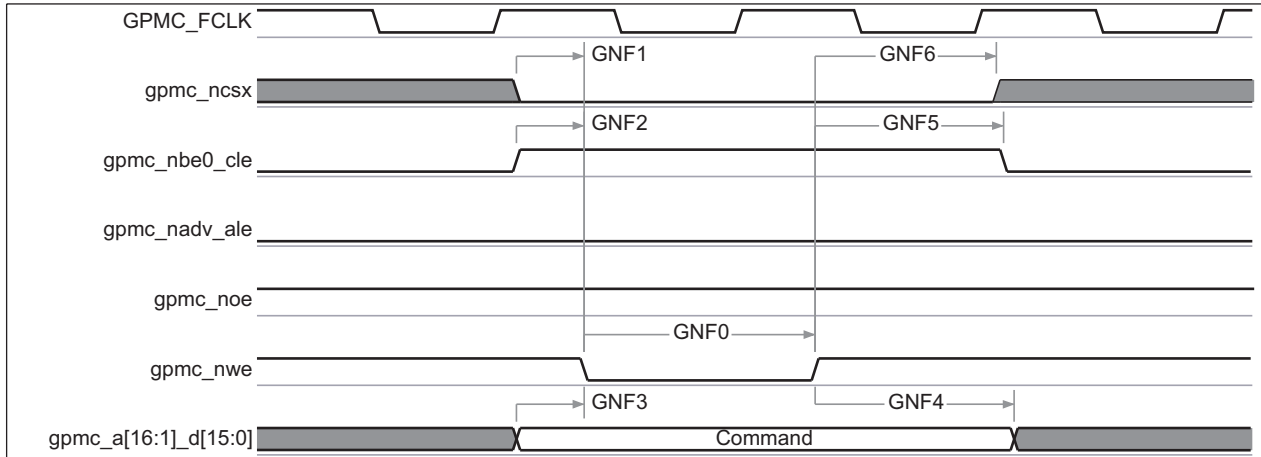 GPMC_FCLK
GNF1
GNF6
gpmc_ncsx
GNF2
GNF5
gpmc_nbe0_cle
gpmc_nadv_ale
gpmc_noe
GNF0
gpmc_nwe
GNF3
GNF4
gpmc_a[16:1]_d[15:0]
Command